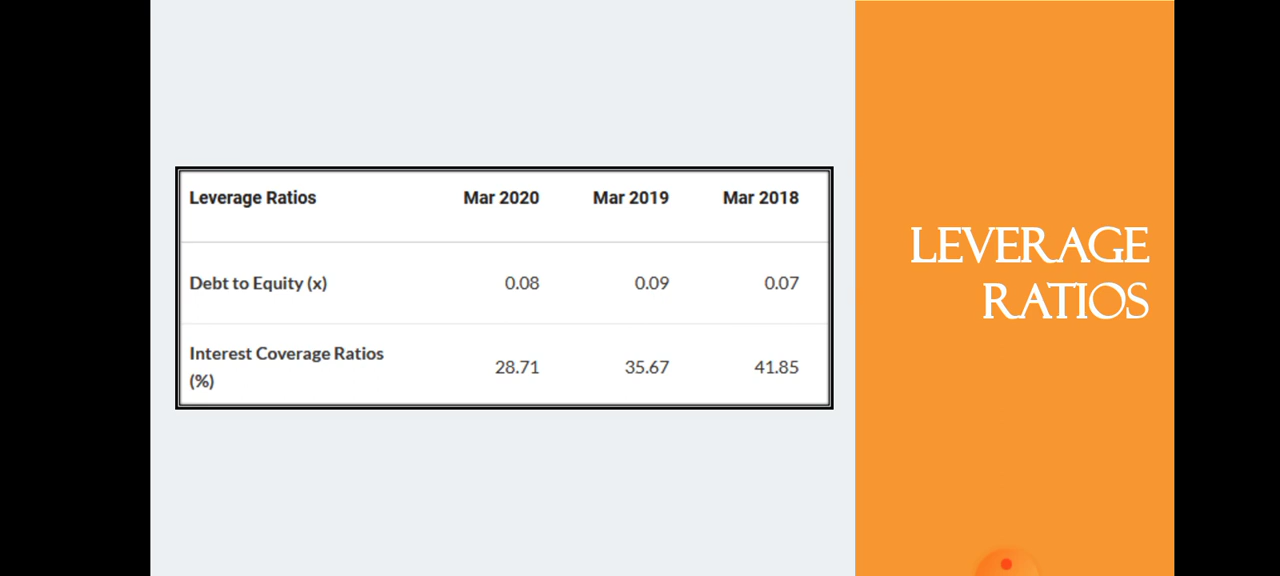 Leverage Ratios Mar 2020 Mar 2019 Mar 2018
Debt to Equity (x) 0.08 0.09 0.07
Interest Coverage Ratios
(%) 28.71 35.67 41.85
LEVERAGE
RATIOS